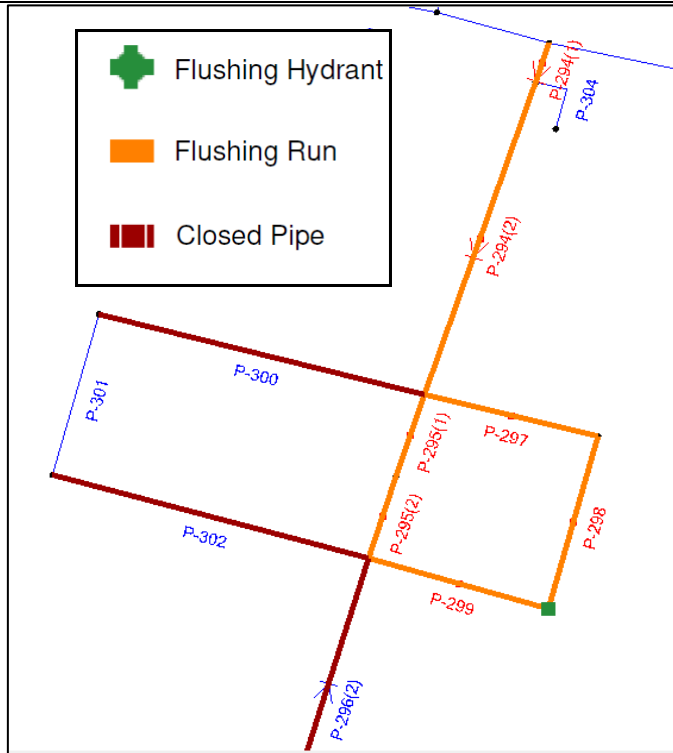 Flushing Hydrant
Flushing Run
Closed Pipe
P-294(1)
P-304
P-294(2)
P-300
P-301
P-295(1)
P-297
P-295(2)
P-298
P-302
P-299
P-296(2)